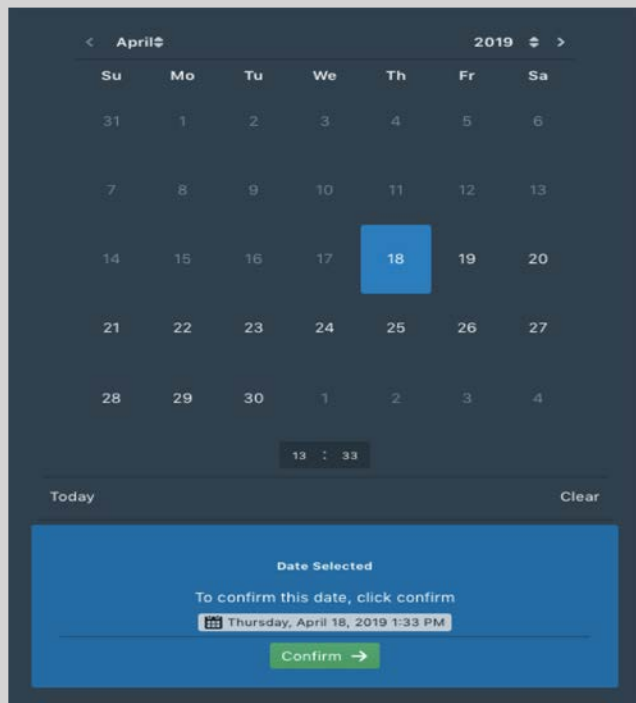 < April 2019 >
Su Mo Tu We Th Fr Sa
31 1 2 3 4 5 6
7 8 9 10 11 12 13
14 15 16 17 18 19 20
21 22 23 24 25 26 27
28 29 30 1 2 3 4
13 : 33
Today Clear
Date Selected
To confirm this date, click confirm
Thursday, April 18, 2019 1:33 PM
Confirm →